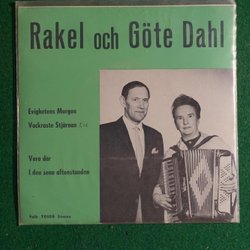 Rakel och Göte Dahl
Evighetens Morgon
Vackraste Stjärnan
Vara där
I den sena aftonstunden